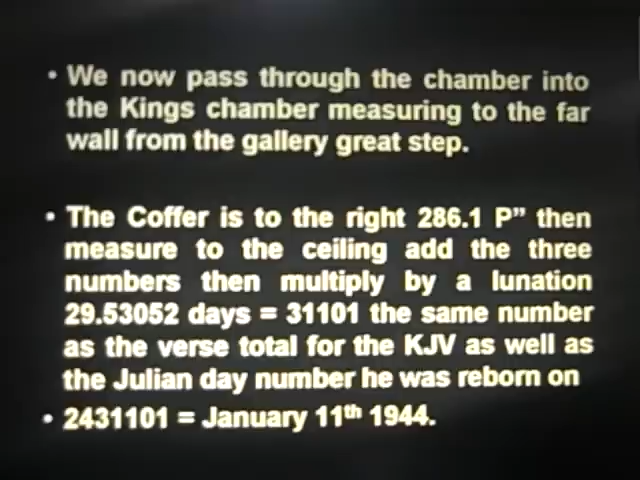 • We now pass through the chamber into
the Kings chamber measuring to the far
wall from the gallery great step.
• The Coffer is to the right 286.1 P” then
measure to the ceiling add the three
numbers then multiply by a lunation
29.53052 days = 31101 the same number
as the verse total for the KJV as well as
the Julian day number he was reborn on
• 2431101 = January 11th 1944.